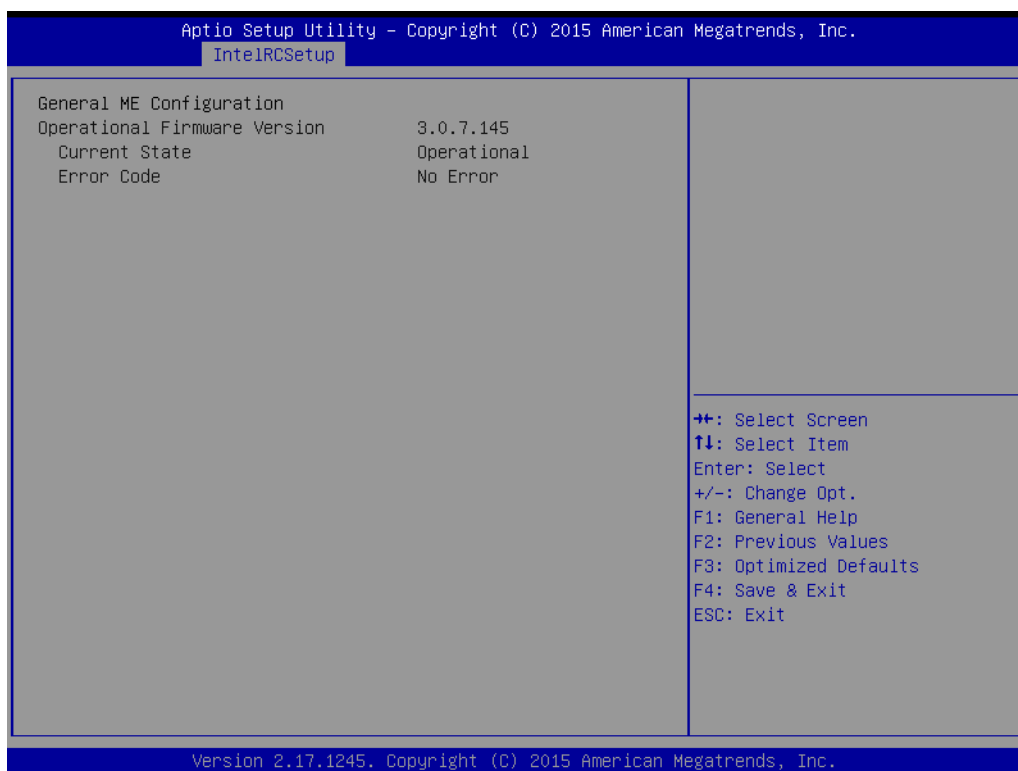 Aptio Setup Utility – Copyright (C) 2015 American Megatrends, Inc.
IntelRCSetup
General ME Configuration
Operational Firmware Version 3.0.7.145
Current State Operational
Error Code No Error
→←: Select Screen
↑↓: Select Item
Enter: Select
+/-: Change Opt.
F1: General Help
F2: Previous Values
F3: Optimized Defaults
F4: Save & Exit
ESC: Exit
Version 2.17.1245. Copyright (C) 2015 American Megatrends, Inc.